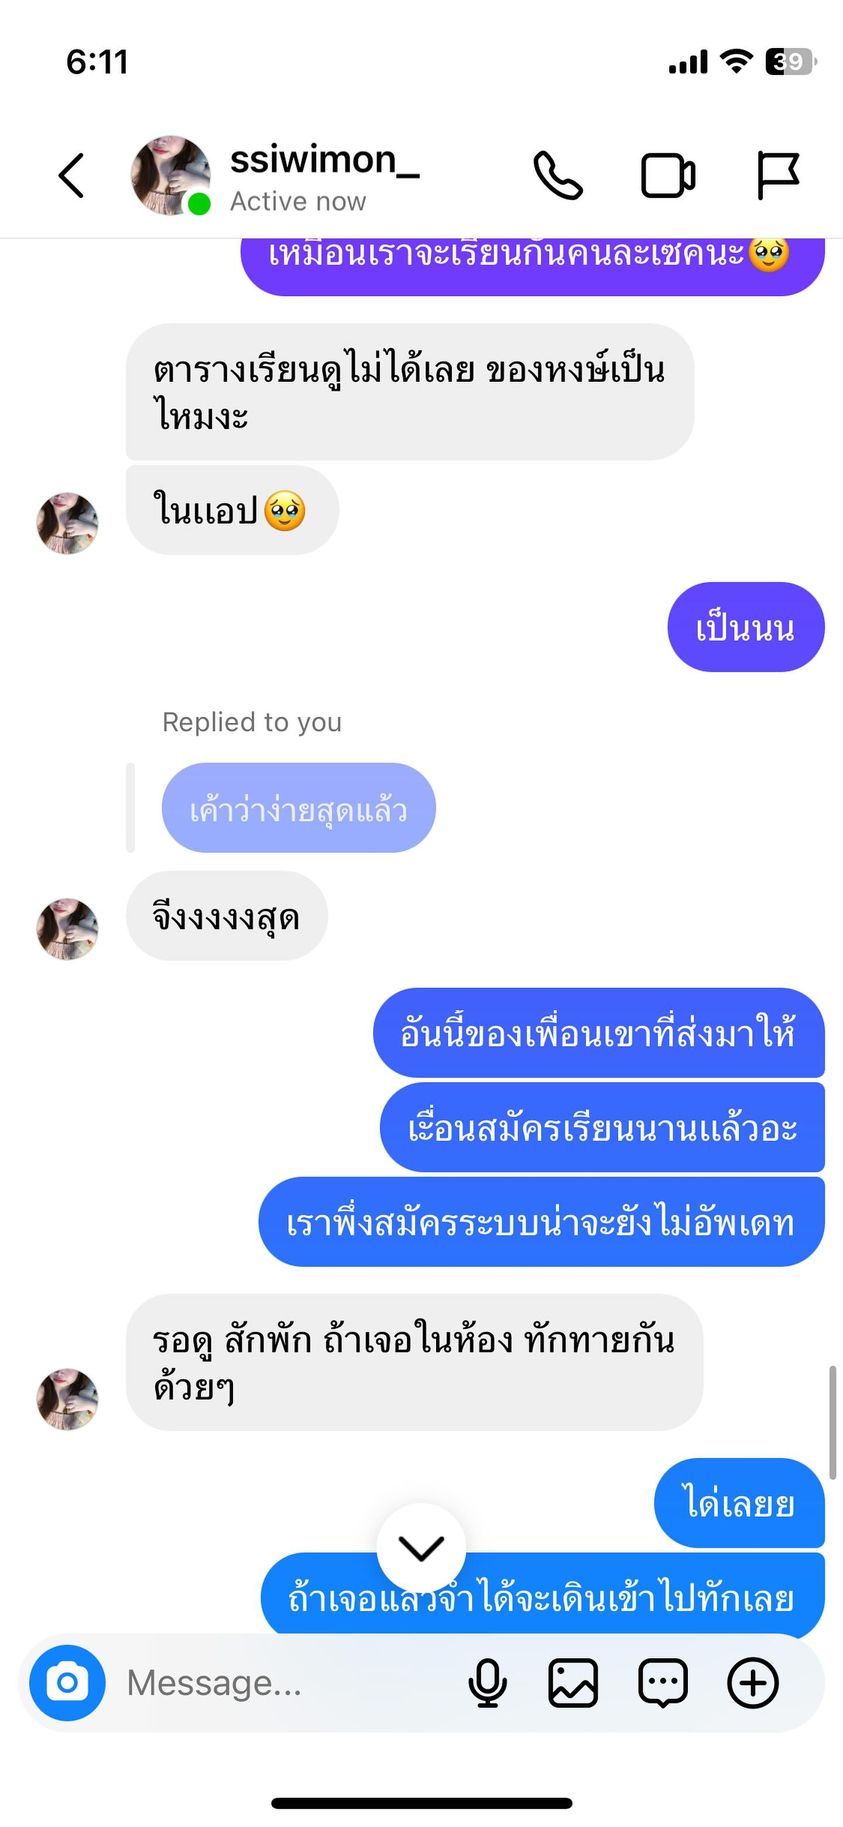 6:11
39
ssiwimon_
Active now
เหมือนเราจะเรียนกันคนละเซคนะ🥹
ตารางเรียนดูไม่ได้เลย ของหงษ์เป็น
ไหมงะ
ในแอป🥹
เป็นนน
Replied to you
เค้าว่าง่ายสุดแล้ว
จีงงงงงสุด
อันนี้ของเพื่อนเขาที่ส่งมาให้
เะื่อนสมัครเรียนนานแล้วอะ
เราพึ่งสมัครระบบน่าจะยังไม่อัพเดท
รอดู สักพัก ถ้าเจอในห้อง ทักทายกัน
ด้วยๆ
ได่เลยย
ถ้าเจอแล้วจำได้จะเดินเข้าไปทักเลย
Message...